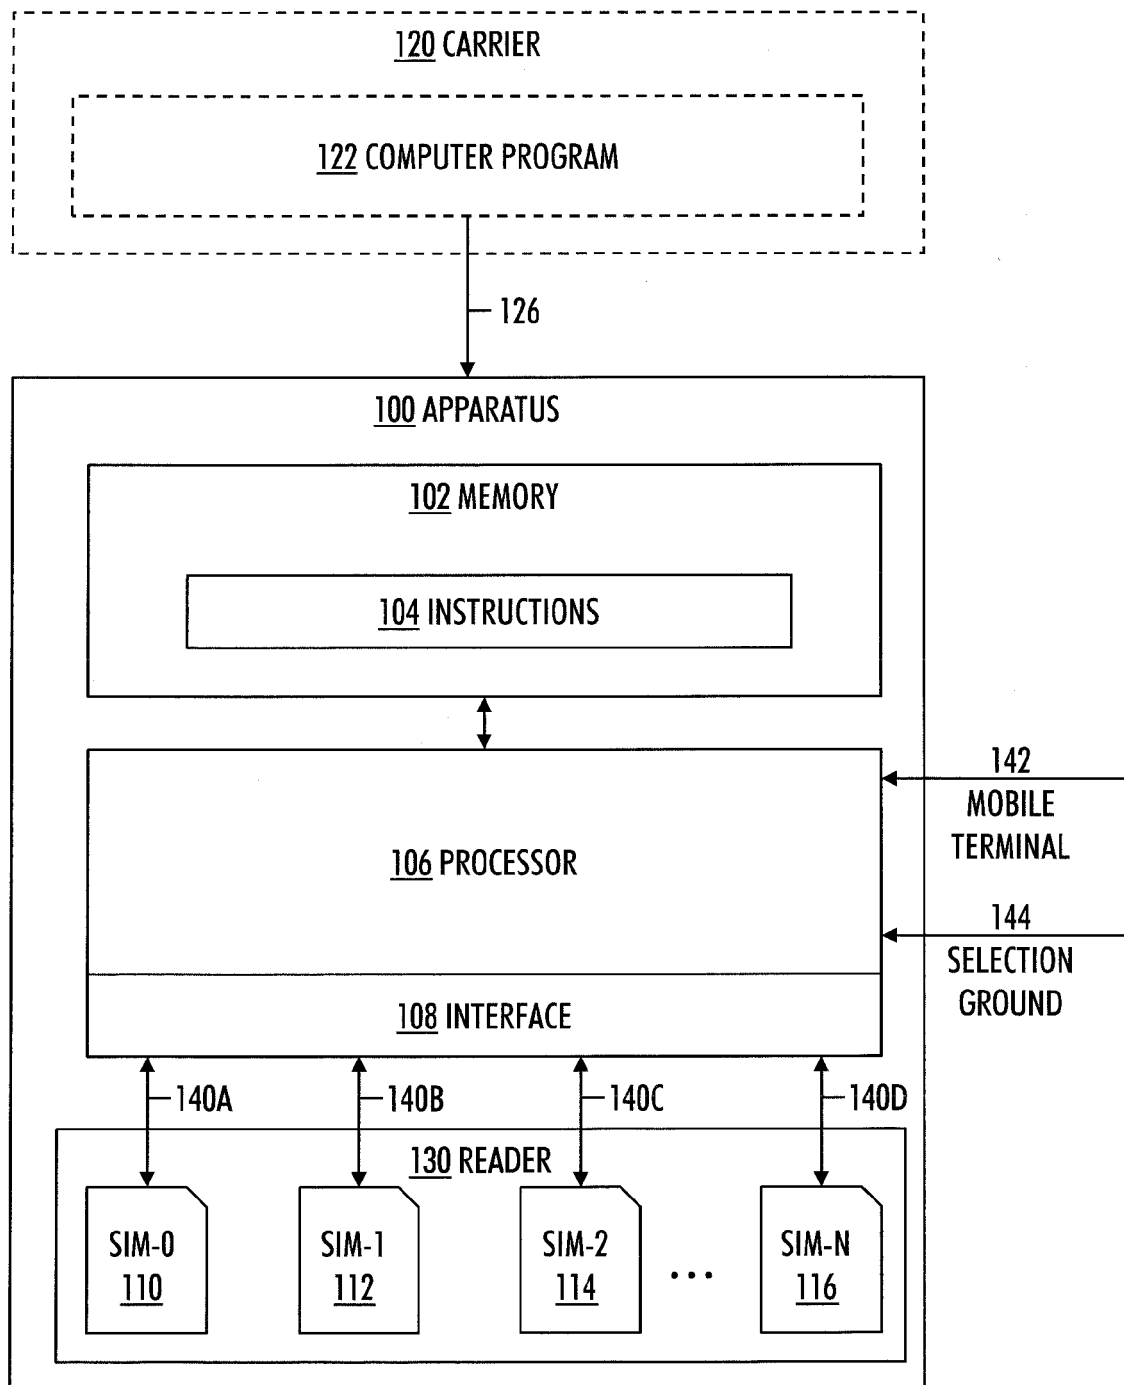 120 CARRIER
122 COMPUTER PROGRAM
126
100 APPARATUS
102 MEMORY
104 INSTRUCTIONS
142
MOBILE
TERMINAL
106 PROCESSOR
144
SELECTION
GROUND
108 INTERFACE
140A
140B
140C
140D
130 READER
SIM-0
110
SIM-1
112
SIM-2
114
...
SIM-N
116